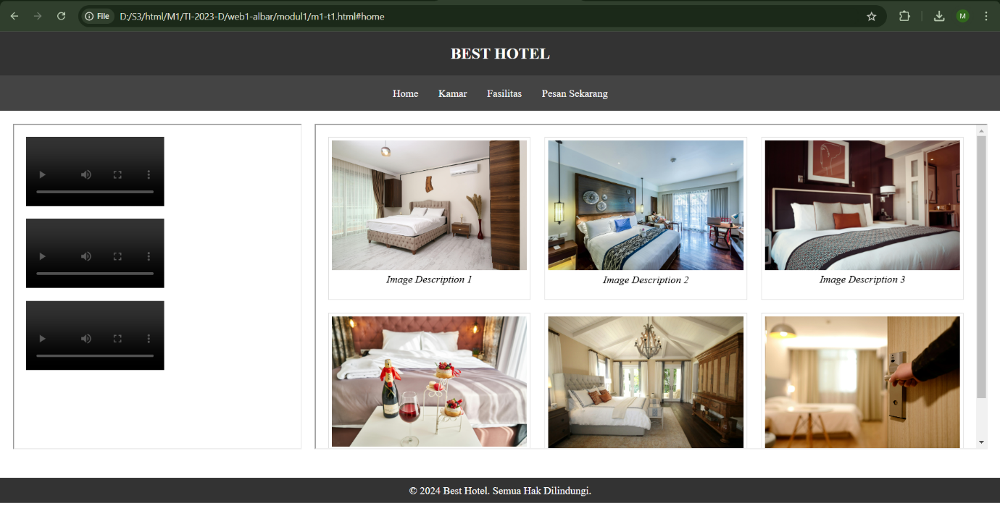 File D:/S3/html/M1/TI-2023-D/web1-albar/modul1/m1-t1.html#home M
BEST HOTEL
Home Kamar Fasilitas Pesan Sekarang
Image Description 1 Image Description 2 Image Description 3
© 2024 Best Hotel. Semua Hak Dilindungi.